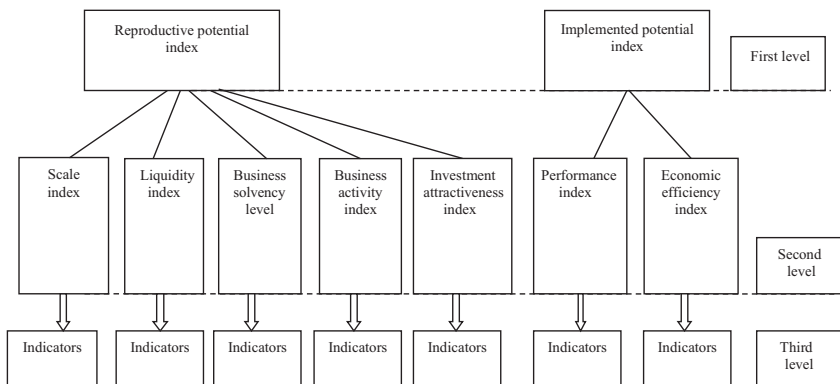 Reproductive potential
index
Implemented potential
index
First level
Scale
index
Liquidity
index
Business
solvency
level
Business
activity
index
Investment
attractiveness
index
Performance
index
Economic
efficiency
index
Second
level
Indicators
Indicators
Indicators
Indicators
Indicators
Indicators
Indicators
Third
level